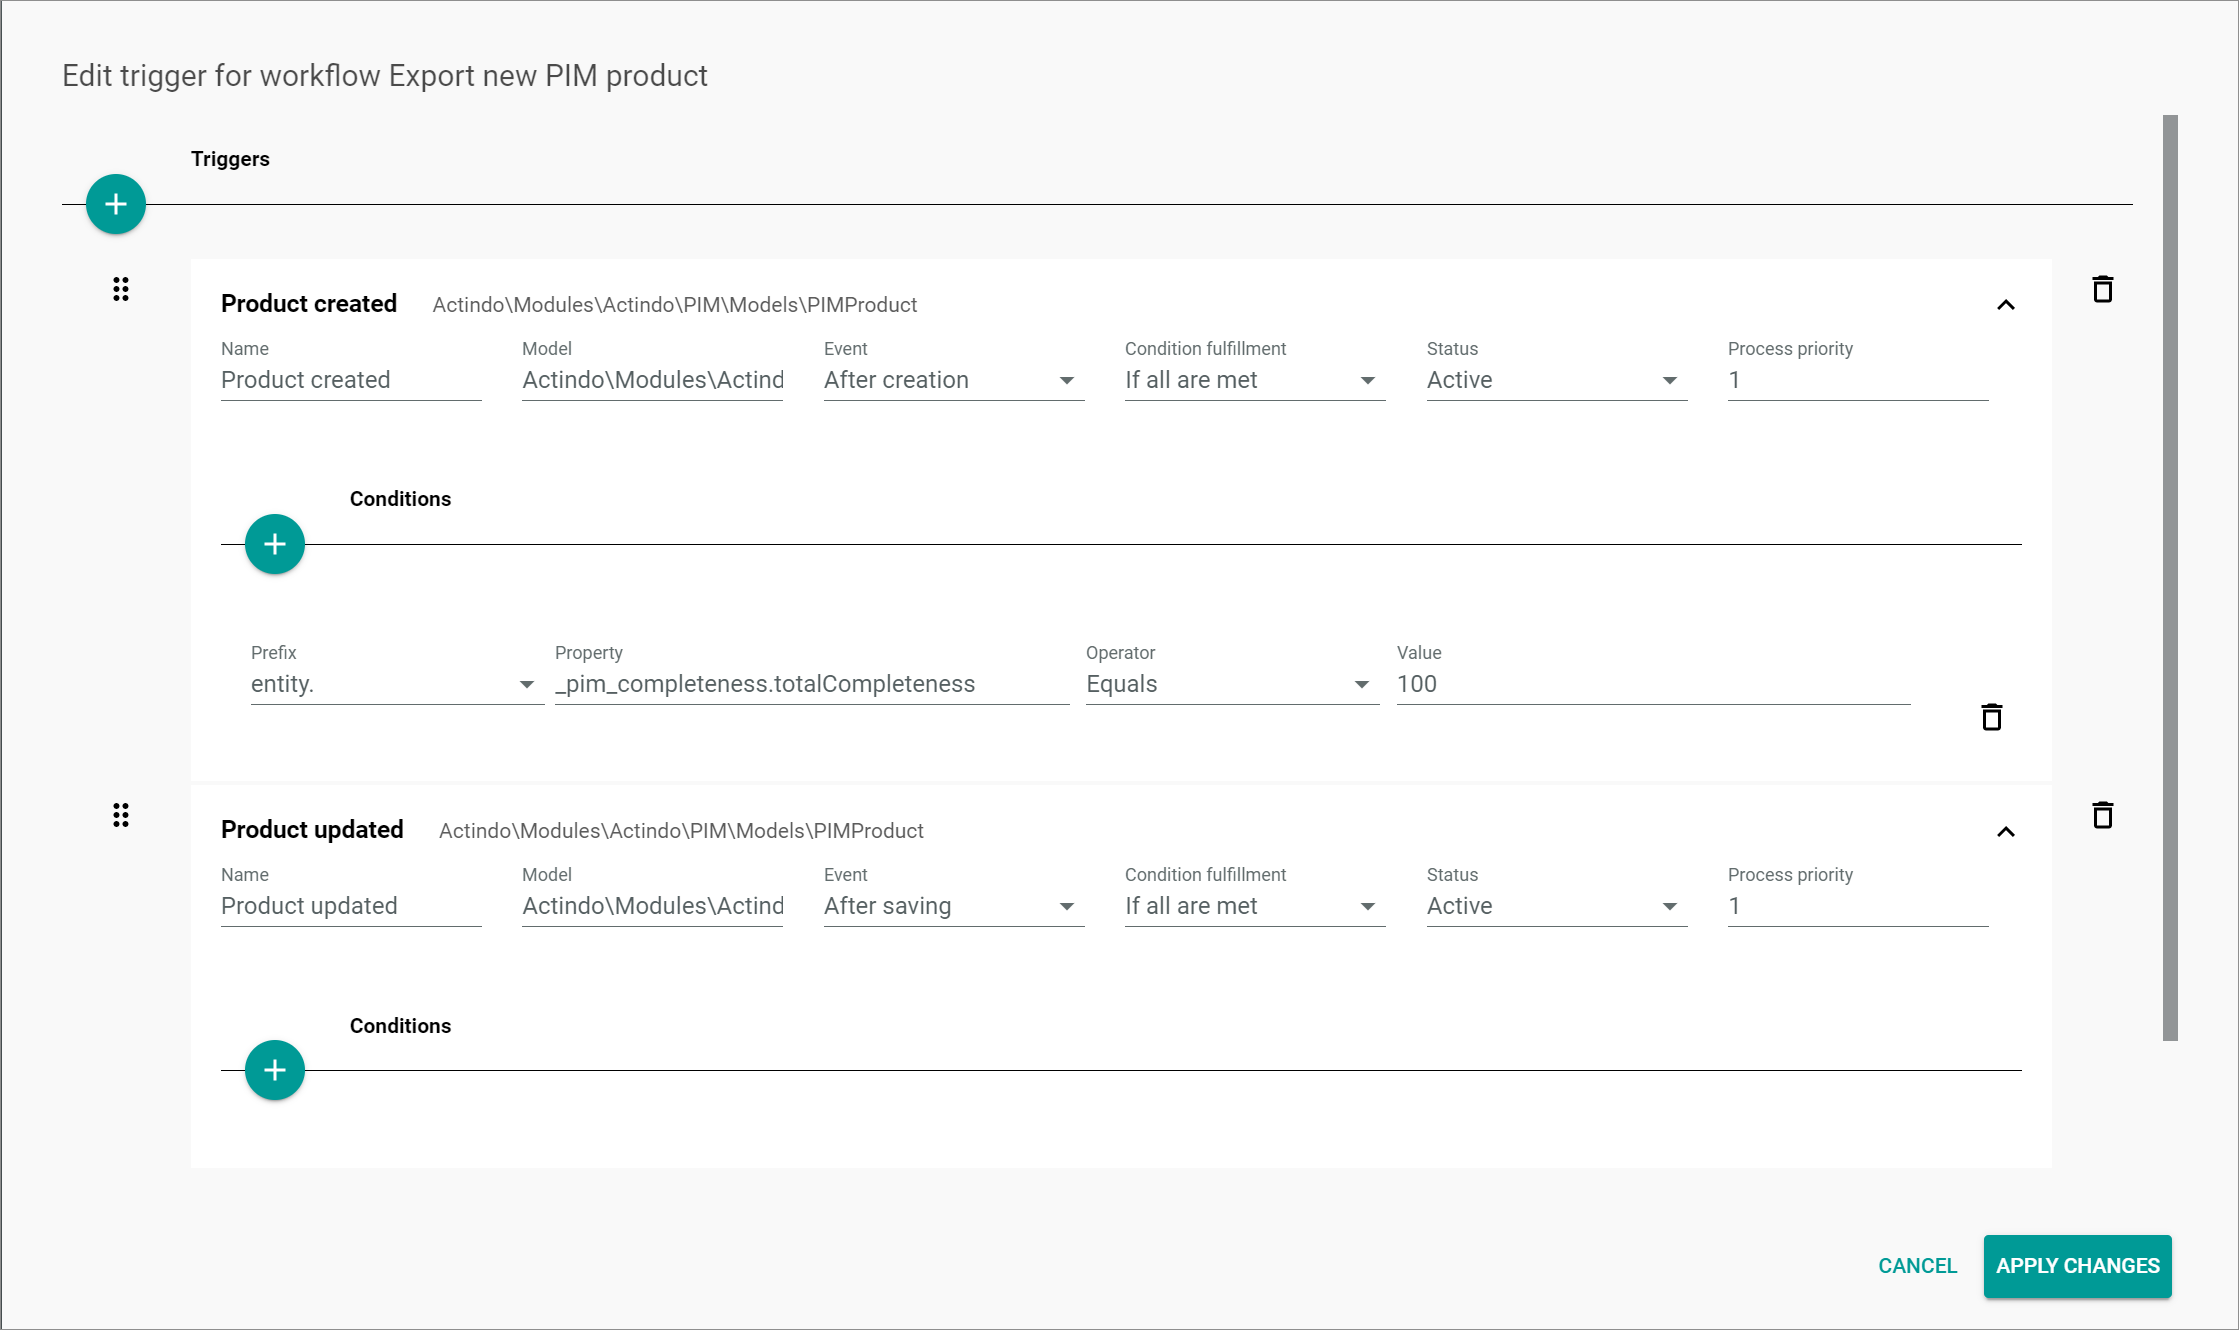 Edit trigger for workflow Export new PIM product
Triggers
Product created Actindo\Modules\Actindo\PIM\Models\PIMProduct
Name Model Event Condition fulfillment Status Process priority
Product created Actindo\Modules\Actind After creation If all are met Active 1
Conditions
Prefix Property Operator Value
entity. _pim_completeness.totalCompleteness Equals 100
Product updated Actindo\Modules\Actindo\PIM\Models\PIMProduct
Name Model Event Condition fulfillment Status Process priority
Product updated Actindo\Modules\Actind After saving If all are met Active 1
Conditions
CANCEL APPLY CHANGES